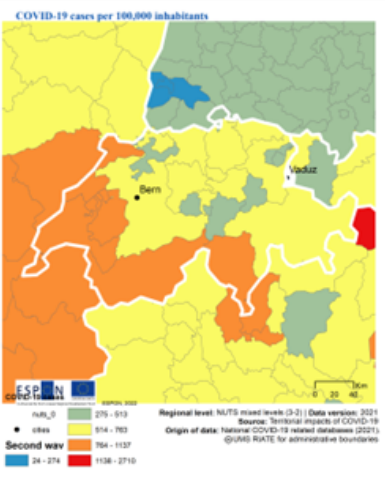 COVID-19 cases per 100,000 inhabitants
Vaduz
Bern
ESPON
ESPON, 2022
Km
0 20 40
nuts_0
cities
Second wav
24 - 274
275 - 513
514 - 763
764 - 1137
1138 - 2710
Regional level: NUTS mixed levels (3-2) | Data version: 2021
Source: Territorial impacts of COVID-19
Origin of data: National COVID-19 related databases (2021)
@UMS RIATE for administrative boundaries